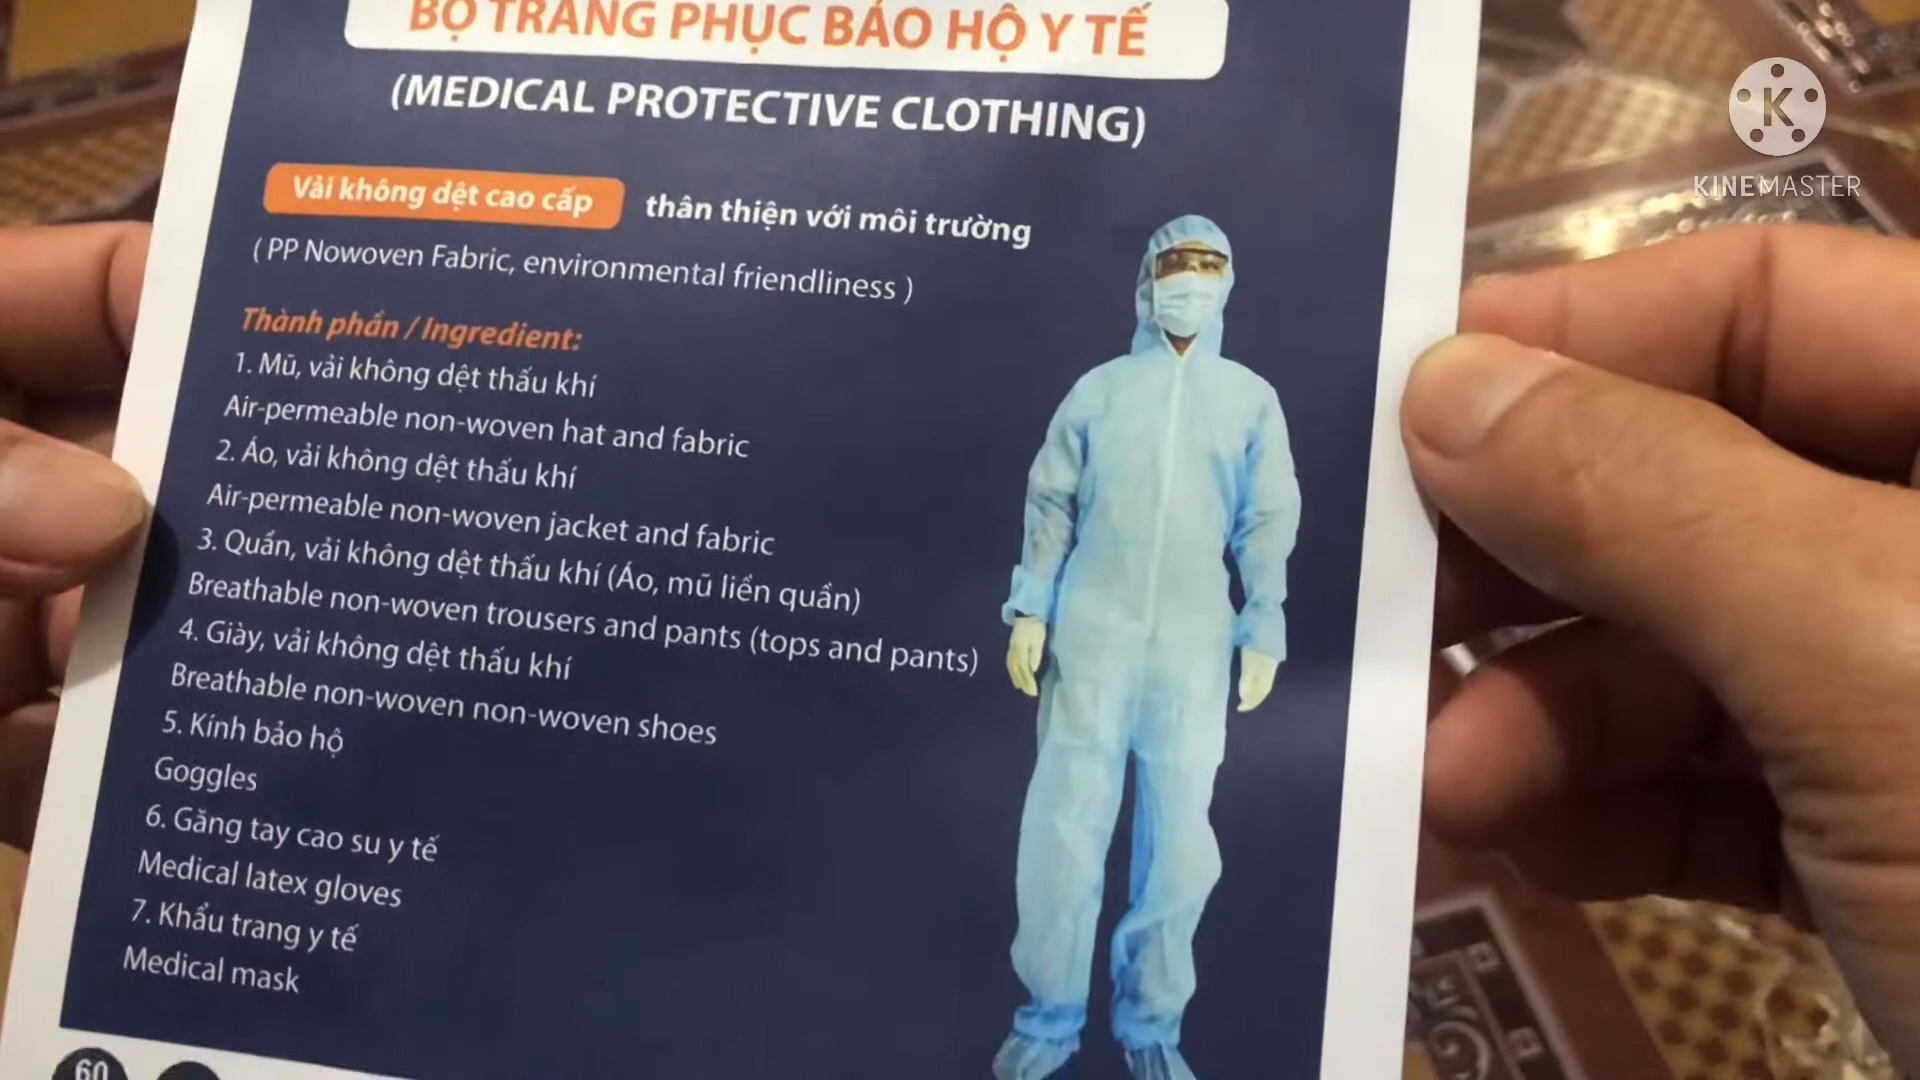 BỘ TRANG PHỤC BẢO HỘ Y TẾ
(MEDICAL PROTECTIVE CLOTHING)
Vải không dệt cao cấp thân thiện với môi trường
( PP Nowoven Fabric, environmental friendliness )
Thành phần / Ingredient:
1. Mũ, vải không dệt thấu khí
Air-permeable non-woven hat and fabric
2. Áo, vải không dệt thấu khí
Air-permeable non-woven jacket and fabric
3. Quần, vải không dệt thấu khí (Áo, mũ liền quần)
Breathable non-woven trousers and pants (tops and pants)
4. Giày, vải không dệt thấu khí
Breathable non-woven non-woven shoes
5. Kính bảo hộ
Goggles
6. Găng tay cao su y tế
Medical latex gloves
7. Khẩu trang y tế
Medical mask
60
K
KINEMASTER